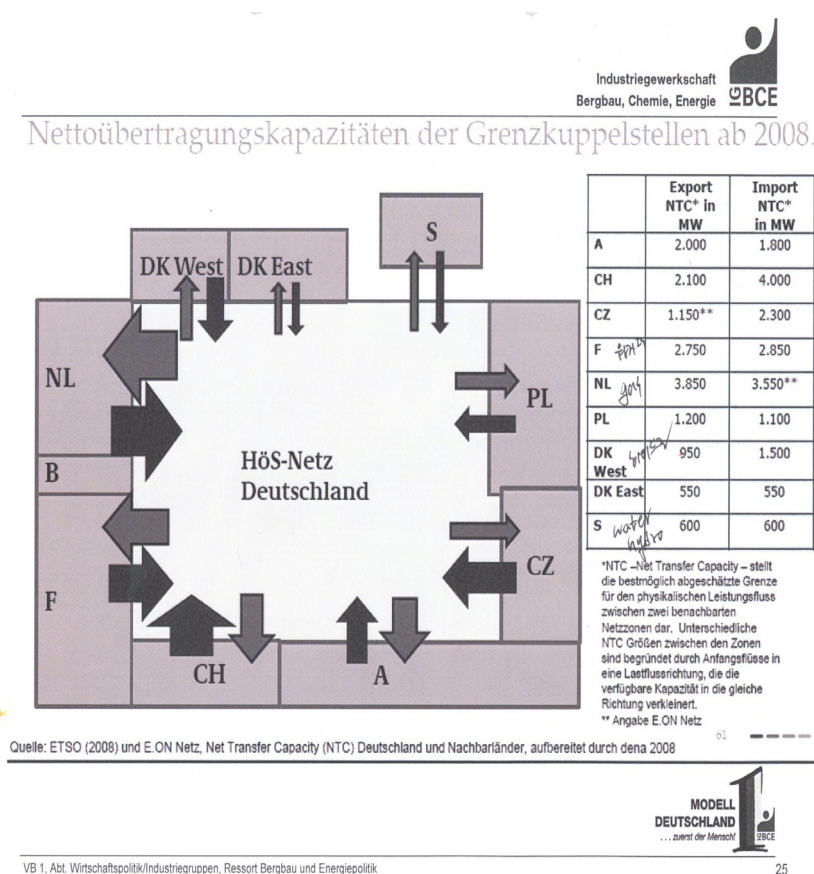 Industriegewerkschaft
Bergbau, Chemie, Energie
IGBCE
Nettoübertragungskapazitäten der Grenzkuppelstellen ab 2008.
DK West
DK East
S
NL
B
F
HöS-Netz
Deutschland
PL
CZ
CH
A
Export NTC* in MW
Import NTC* in MW
A 2.000 1.800
CH 2.100 4.000
CZ 1.150** 2.300
F 2.750 2.850
NL 3.850 3.550**
PL 1.200 1.100
DK West 950 1.500
DK East 550 550
S water hydro 600 600
*NTC –Net Transfer Capacity – stellt
die bestmöglich abgeschätzte Grenze
für den physikalischen Leistungsfluss
zwischen zwei benachbarten
Netzzonen dar. Unterschiedliche
NTC Größen zwischen den Zonen
sind begründet durch Anfangsflüsse in
eine Lastflussrichtung, die die
verfügbare Kapazität in die gleiche
Richtung verkleinert.
** Angabe E.ON Netz
61
Quelle: ETSO (2008) und E.ON Netz, Net Transfer Capacity (NTC) Deutschland und Nachbarländer, aufbereitet durch dena 2008
MODELL
DEUTSCHLAND
. . . zuerst der Mensch!
1
IGBCE
VB 1, Abt. Wirtschaftspolitik/Industriegruppen, Ressort Bergbau und Energiepolitik
25